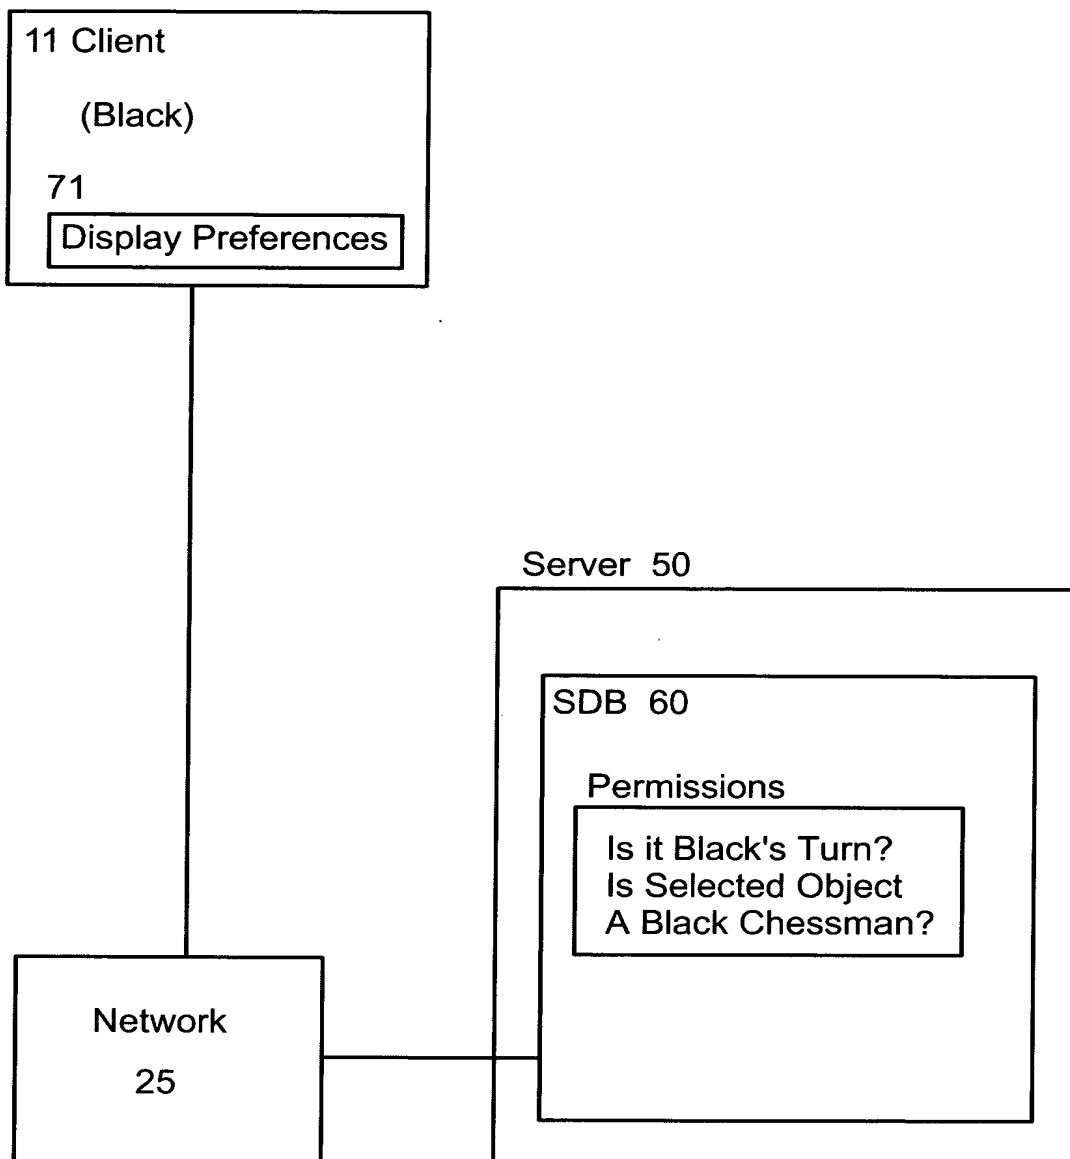 11 Client
(Black)
71
Display Preferences
Server 50
SDB 60
Permissions
Is it Black's Turn?
Is Selected Object
A Black Chessman?
Network
25